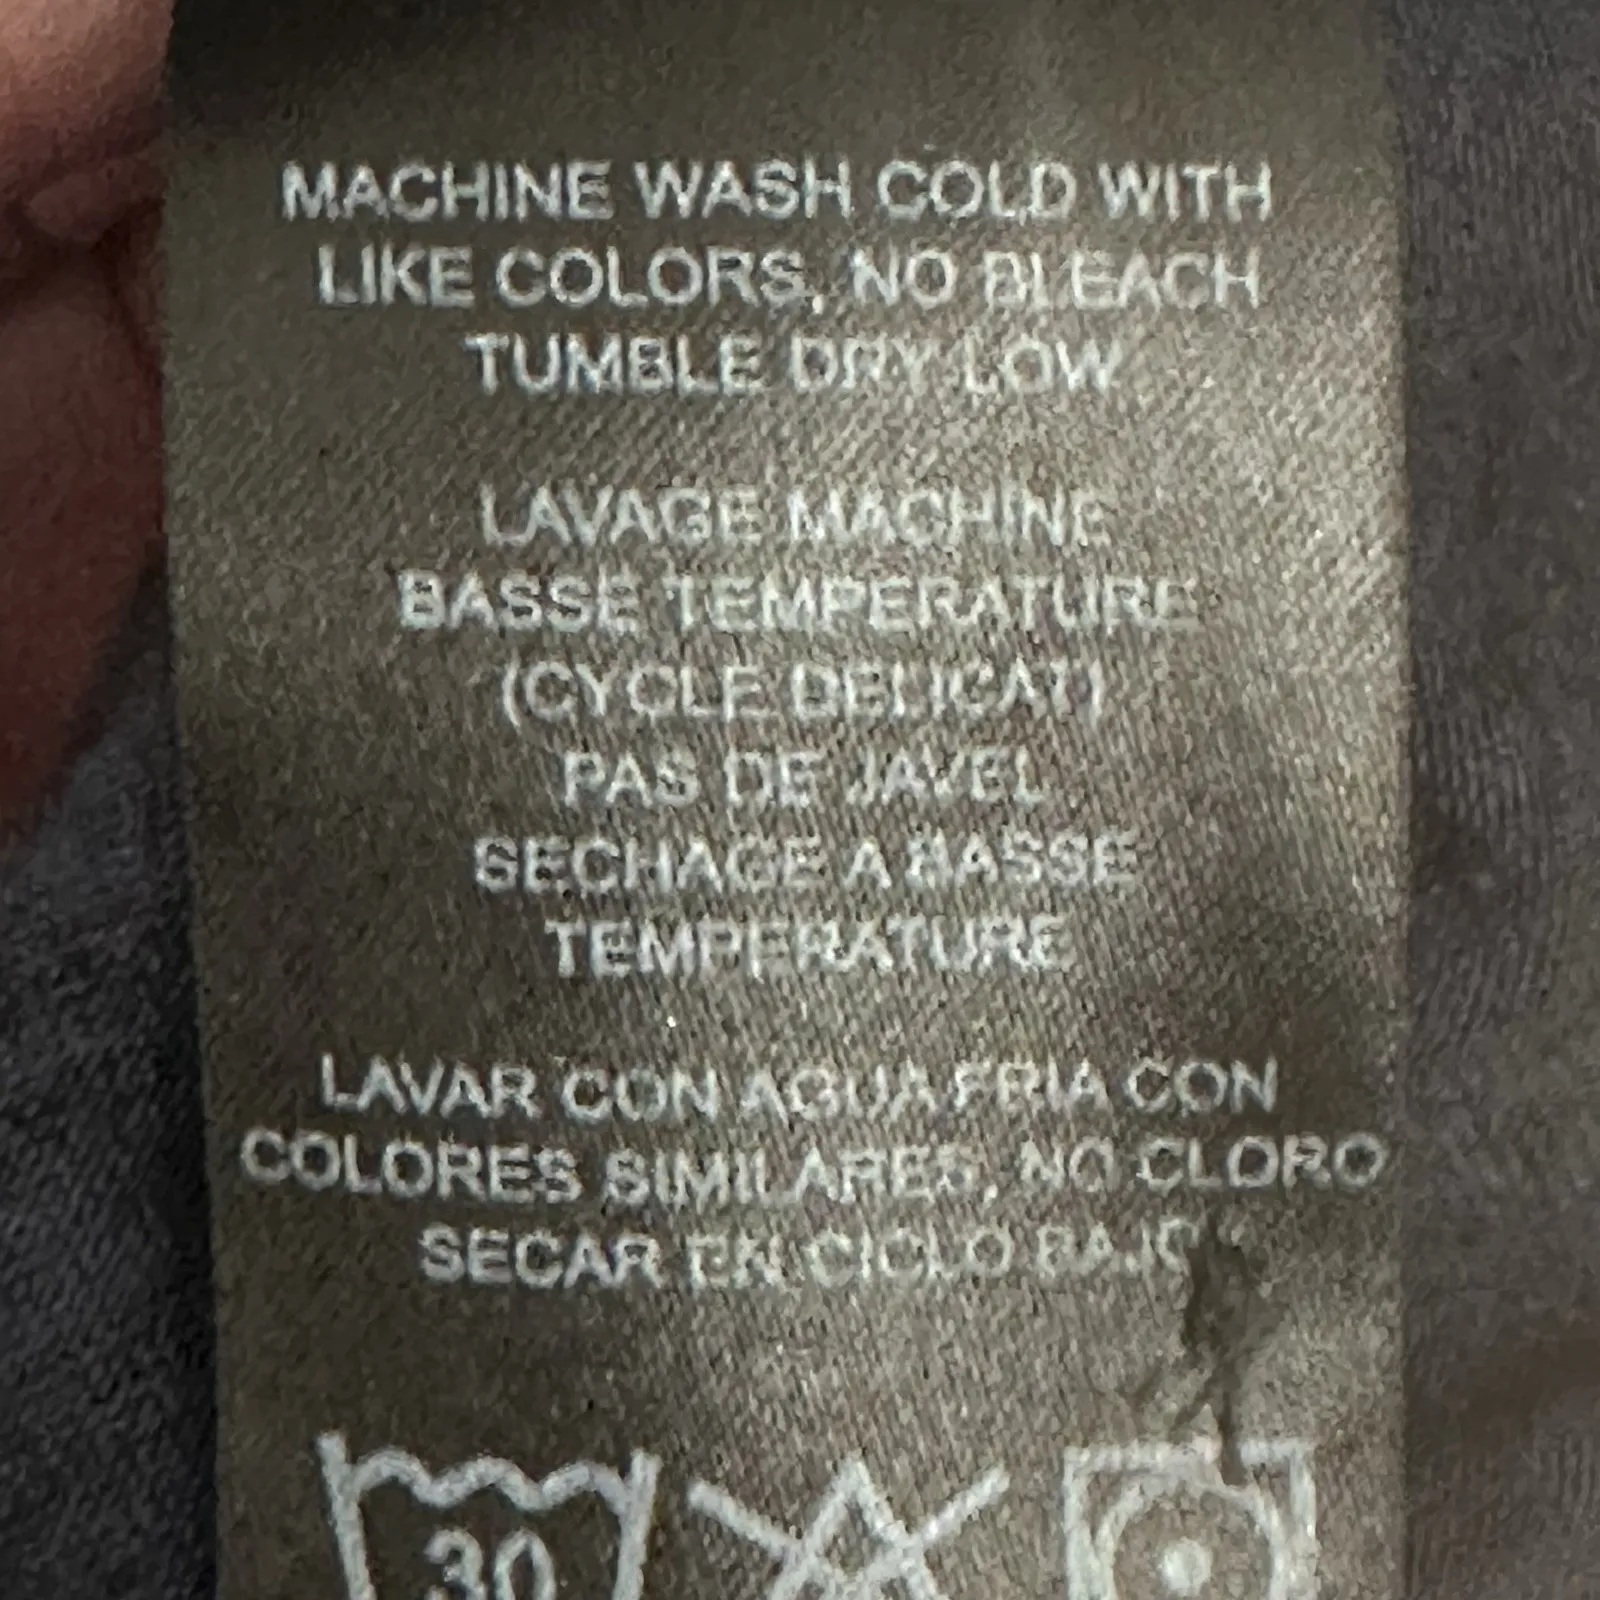 MACHINE WASH COLD WITH
LIKE COLORS, NO BLEACH
TUMBLE DRY LOW
LAVAGE MACHINE
BASSE TEMPERATURE
(CYCLE DELICAT)
PAS DE JAVEL
SECHAGE A BASSE
TEMPERATURE
LAVAR CON AGUA FRIA CON
COLORES SIMILARES, NO CLORO
SECAR EN CICLO BAJO
30